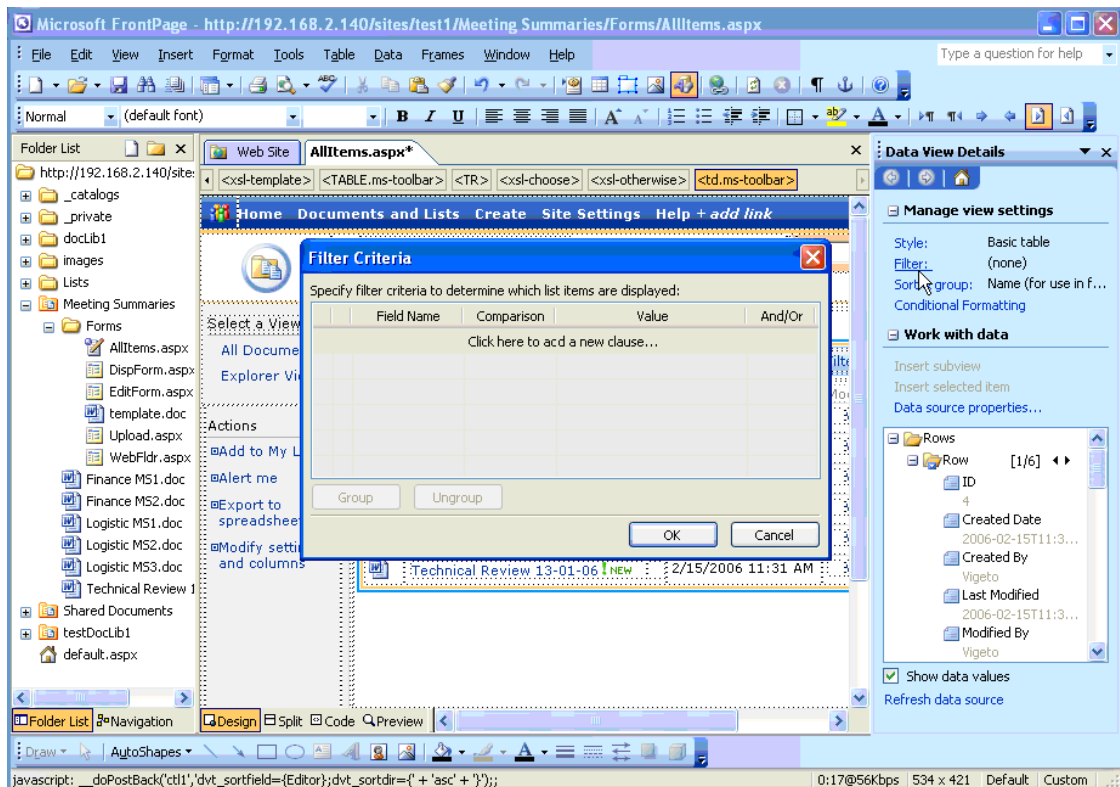 Microsoft FrontPage - http://192.168.2.140/sites/test1/Meeting Summaries/Forms/AllItems.aspx
File Edit View Insert Format Tools Table Data Frames Window Help
Type a question for help
Normal (default font) B I U
Folder List
http://192.168.2.140/site:
_catalogs
_private
docLib1
images
Lists
Meeting Summaries
Forms
AllItems.aspx
DispForm.aspx
EditForm.aspx
template.doc
Upload.aspx
WebFldr.aspx
Finance MS1.doc
Finance MS2.doc
Logistic MS1.doc
Logistic MS2.doc
Logistic MS3.doc
Technical Review 1
Shared Documents
testDocLib1
default.aspx
Folder List Navigation
Web Site AllItems.aspx*
<xsl-template> <TABLE.ms-toolbar> <TR> <xsl-choose> <xsl-otherwise> <td.ms-toolbar>
Home Documents and Lists Create Site Settings Help + add link
Select a View
All Docume
Explorer Vi
Actions
Add to My L
Alert me
Export to
spreadsheet
Modify setti
and columns
Filter Criteria
Specify filter criteria to determine which list items are displayed:
Field Name Comparison Value And/Or
Click here to acd a new clause...
Group Ungroup
OK Cancel
Technical Review 13-01-06 ! NEW 2/15/2006 11:31 AM
Design Split Code Preview
Data View Details
Manage view settings
Style: Basic table
Filter: (none)
Sort & group: Name (for use in f...
Conditional Formatting
Work with data
Insert subview
Insert selected item
Data source properties...
Rows
Row [1/6]
ID
4
Created Date
2006-02-15T11:3...
Created By
Vigeto
Last Modified
2006-02-15T11:3...
Modified By
Vigeto
Show data values
Refresh data source
Draw AutoShapes
javascript: __doPostBack('ctl1','dvt_sortfield={Editor};dvt_sortdir={' + 'asc' + '}');; 0:17@56Kbps 534 x 421 Default Custom